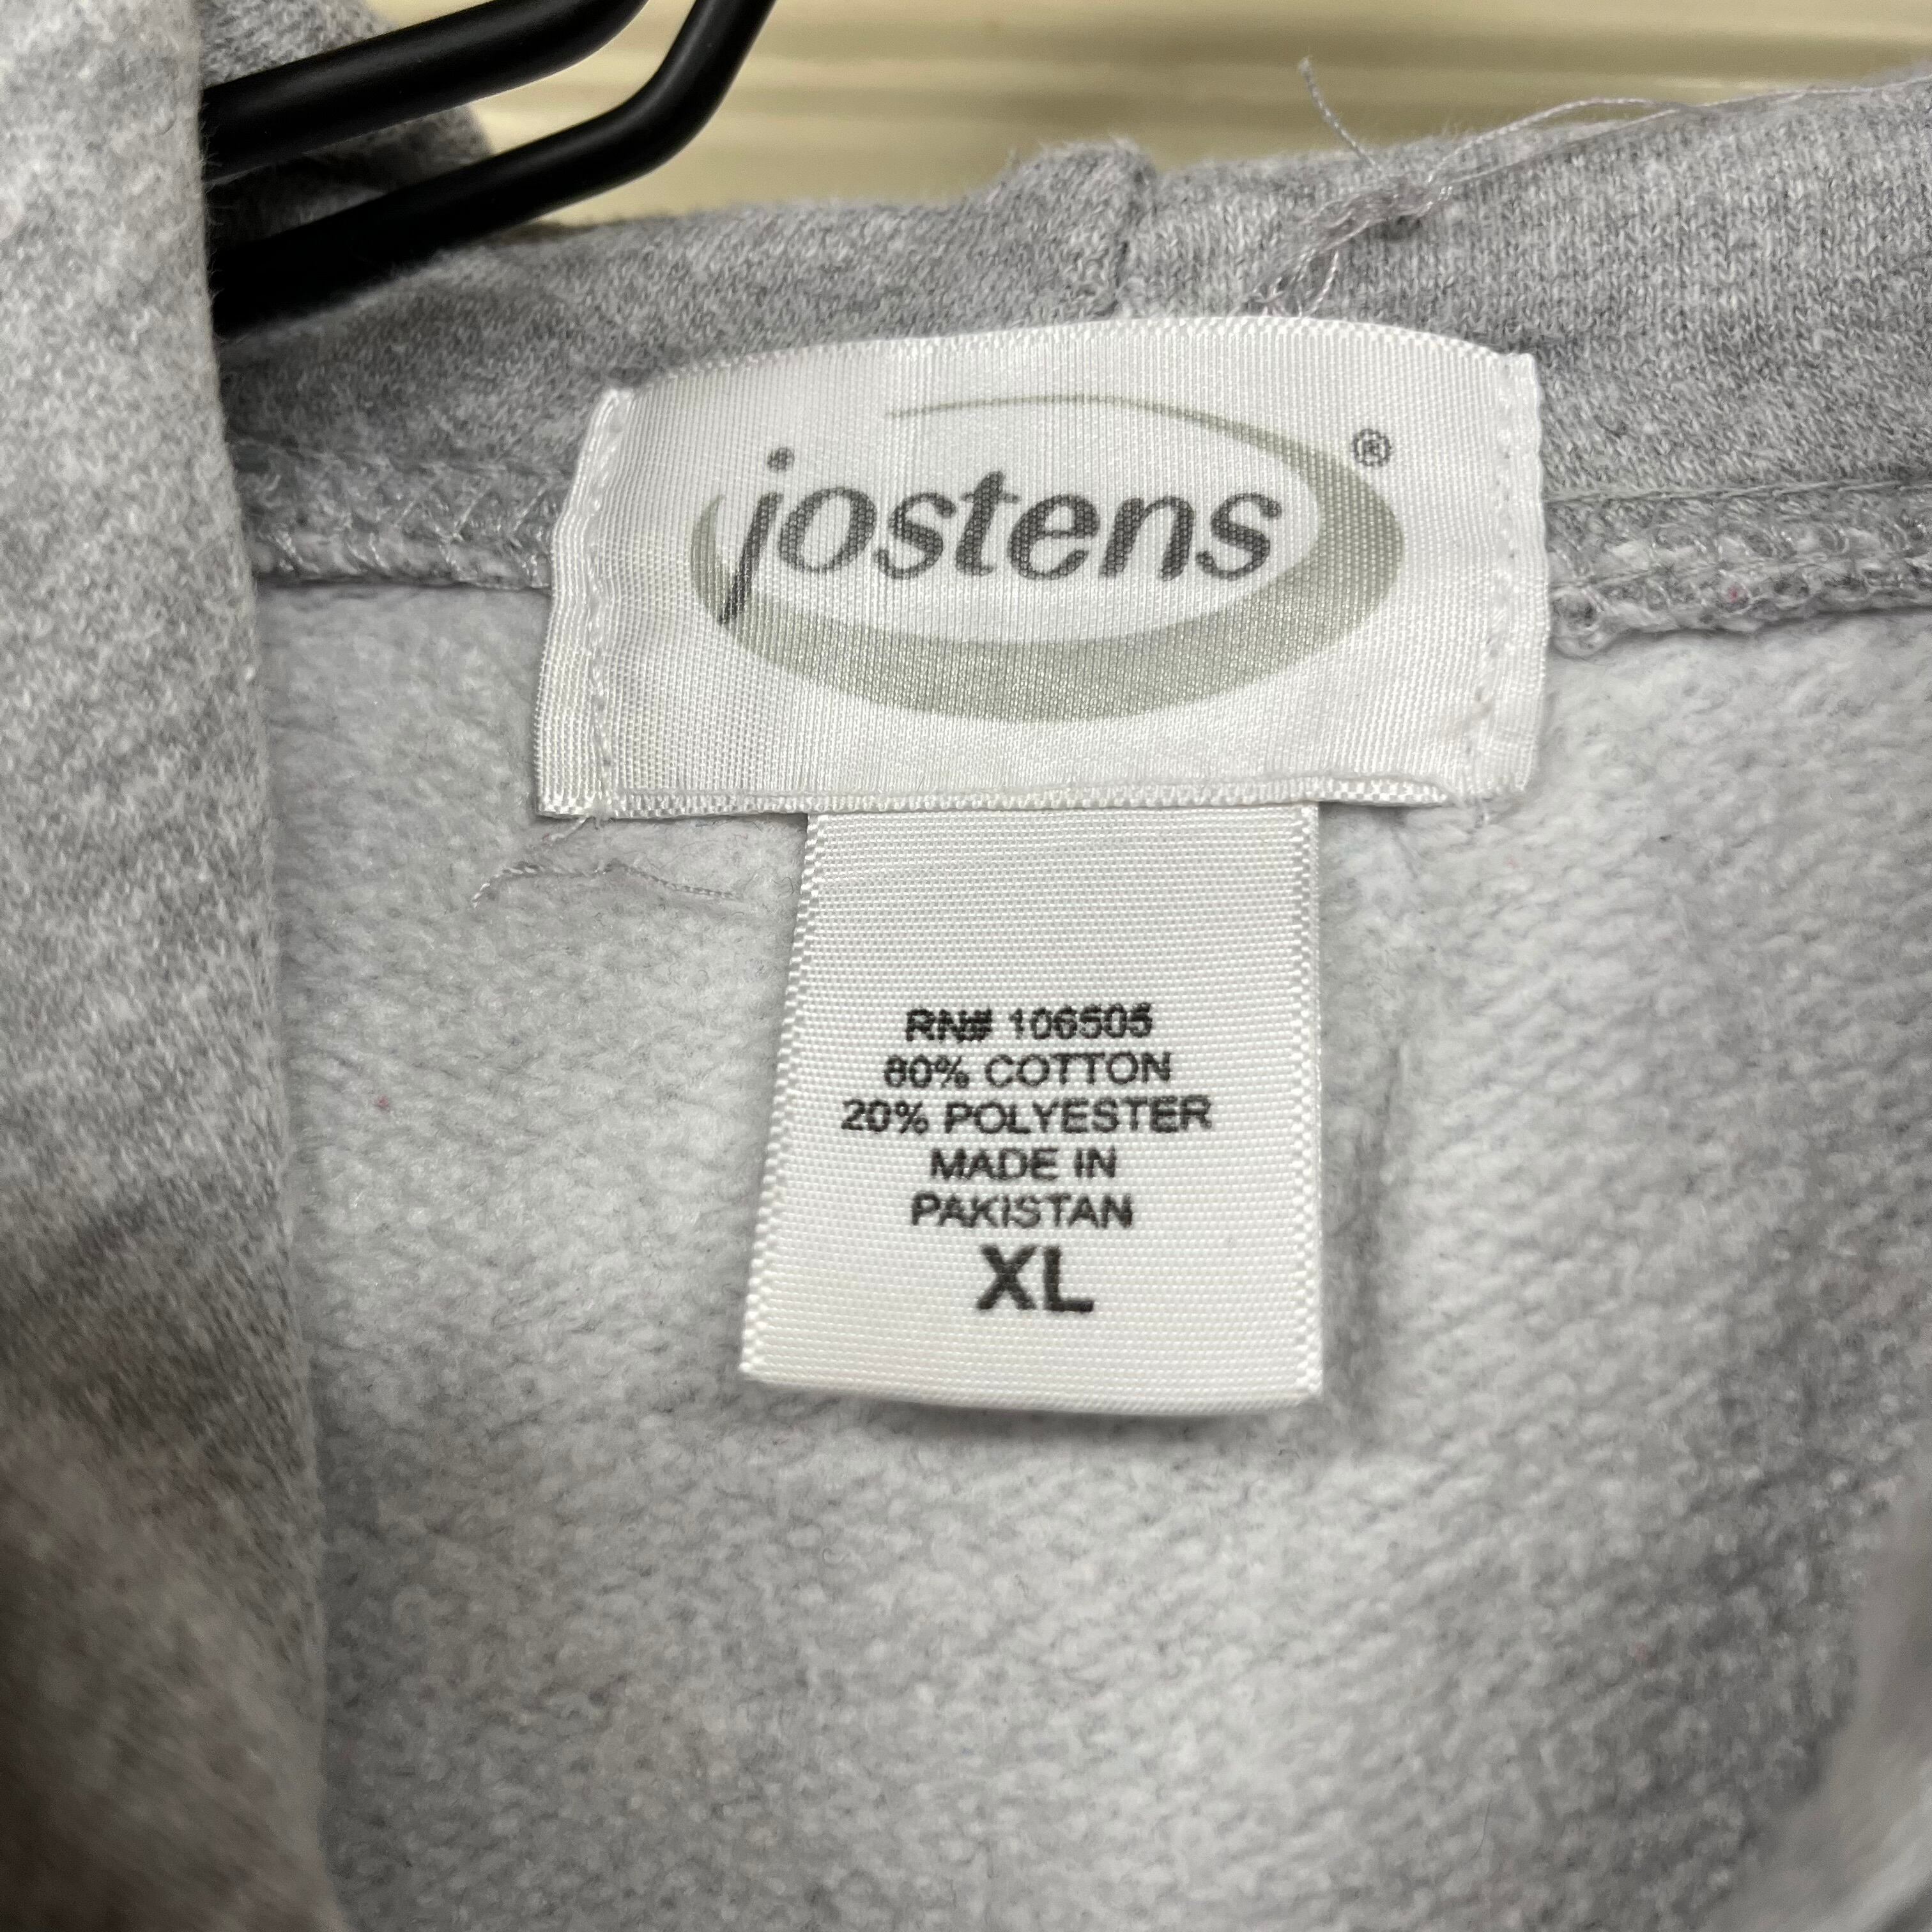 jostens®
RN# 106505
80% COTTON
20% POLYESTER
MADE IN
PAKISTAN
XL